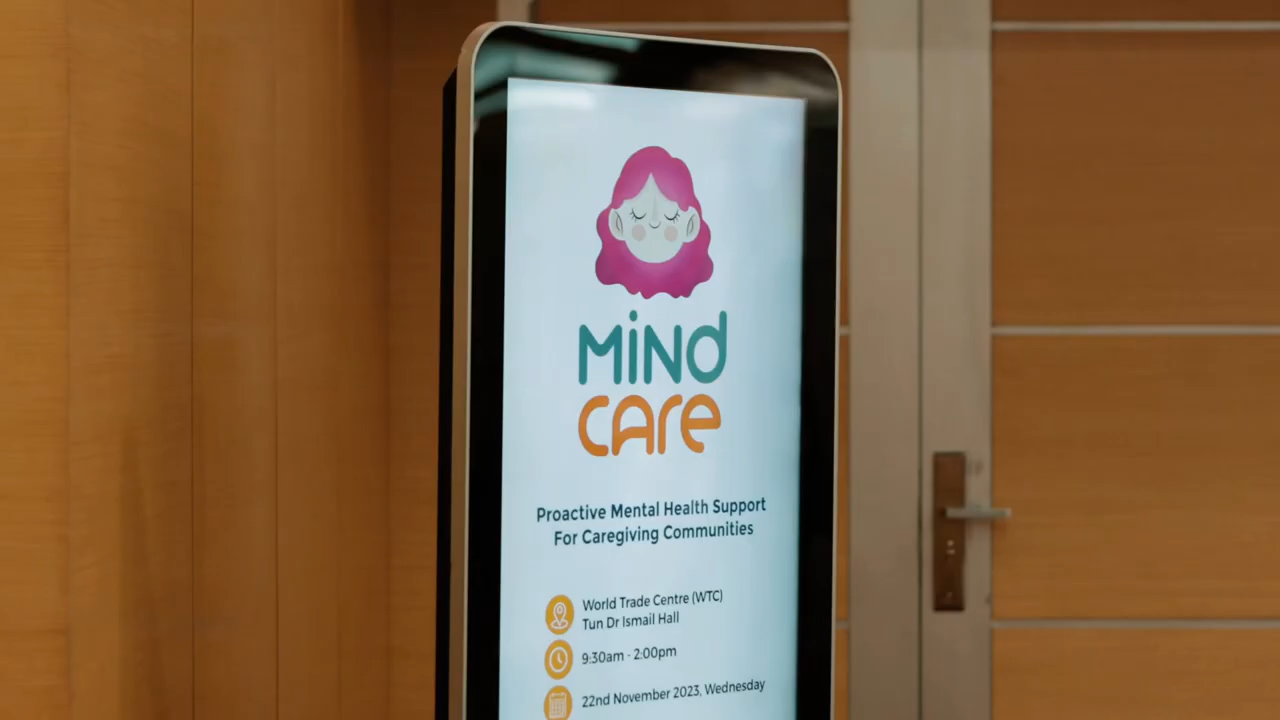 MiNd
CARe
Proactive Mental Health Support
For Caregiving Communities
World Trade Centre (WTC)
Tun Dr Ismail Hall
9:30am - 2:00pm
22nd November 2023, Wednesday